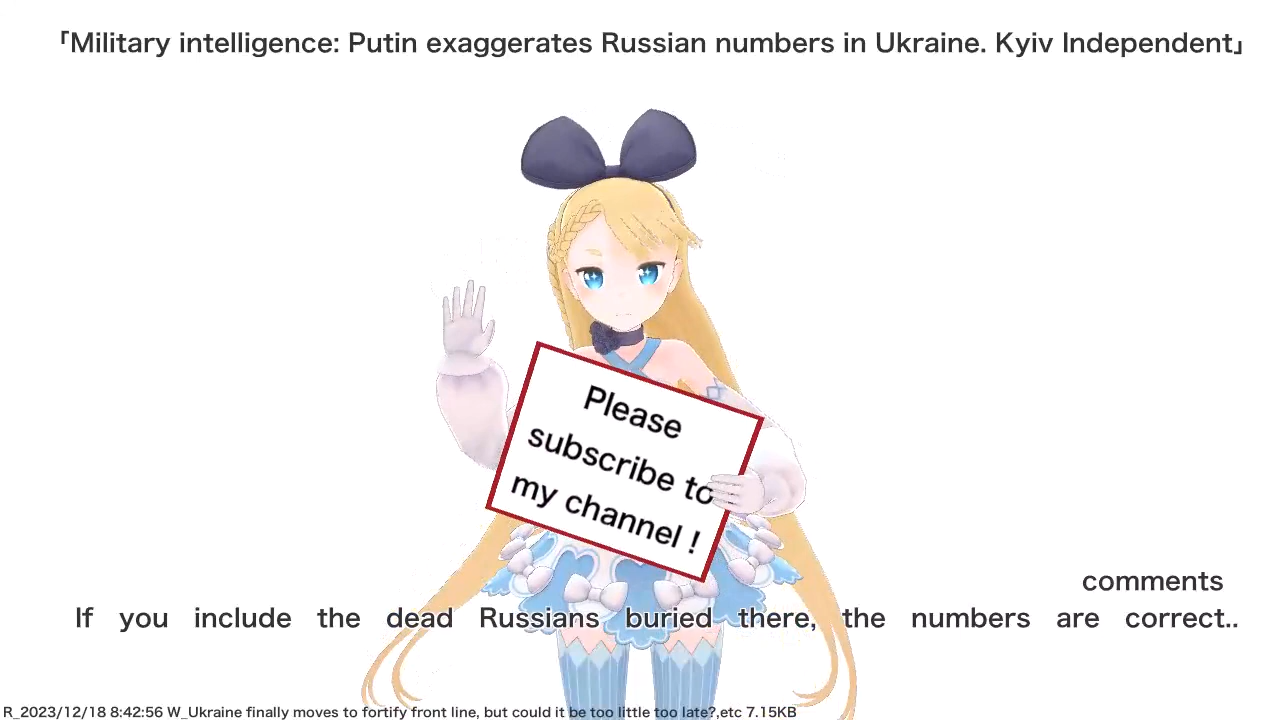 「Military intelligence: Putin exaggerates Russian numbers in Ukraine. Kyiv Independent」
Please
subscribe to
my channel !
comments
If you include the dead Russians buried there, the numbers are correct..
R_2023/12/18 8:42:56 W_Ukraine finally moves to fortify front line, but could it be too little too late?,etc 7.15KB